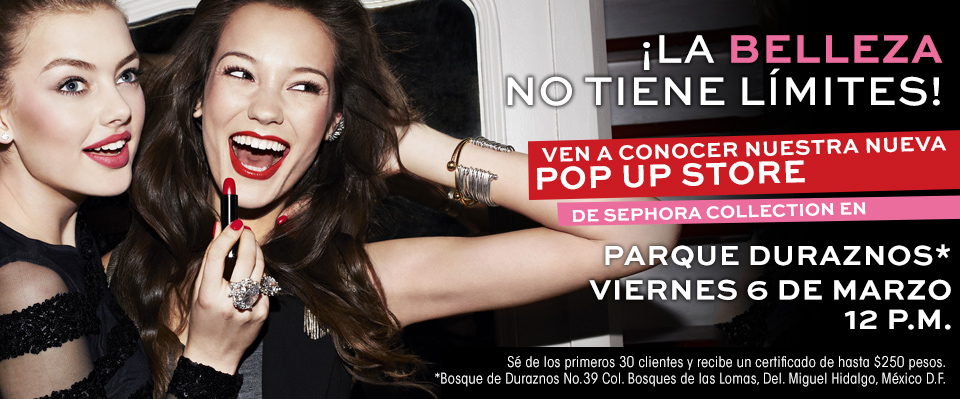 ¡LA BELLEZA
NO TIENE LÍMITES!
VEN A CONOCER NUESTRA NUEVA
POP UP STORE
DE SEPHORA COLLECTION EN
PARQUE DURAZNOS*
VIERNES 6 DE MARZO
12 P.M.
Sé de los primeros 30 clientes y recibe un certificado de hasta $250 pesos.
*Bosque de Duraznos No.39 Col. Bosques de las Lomas, Del. Miguel Hidalgo, México D.F.